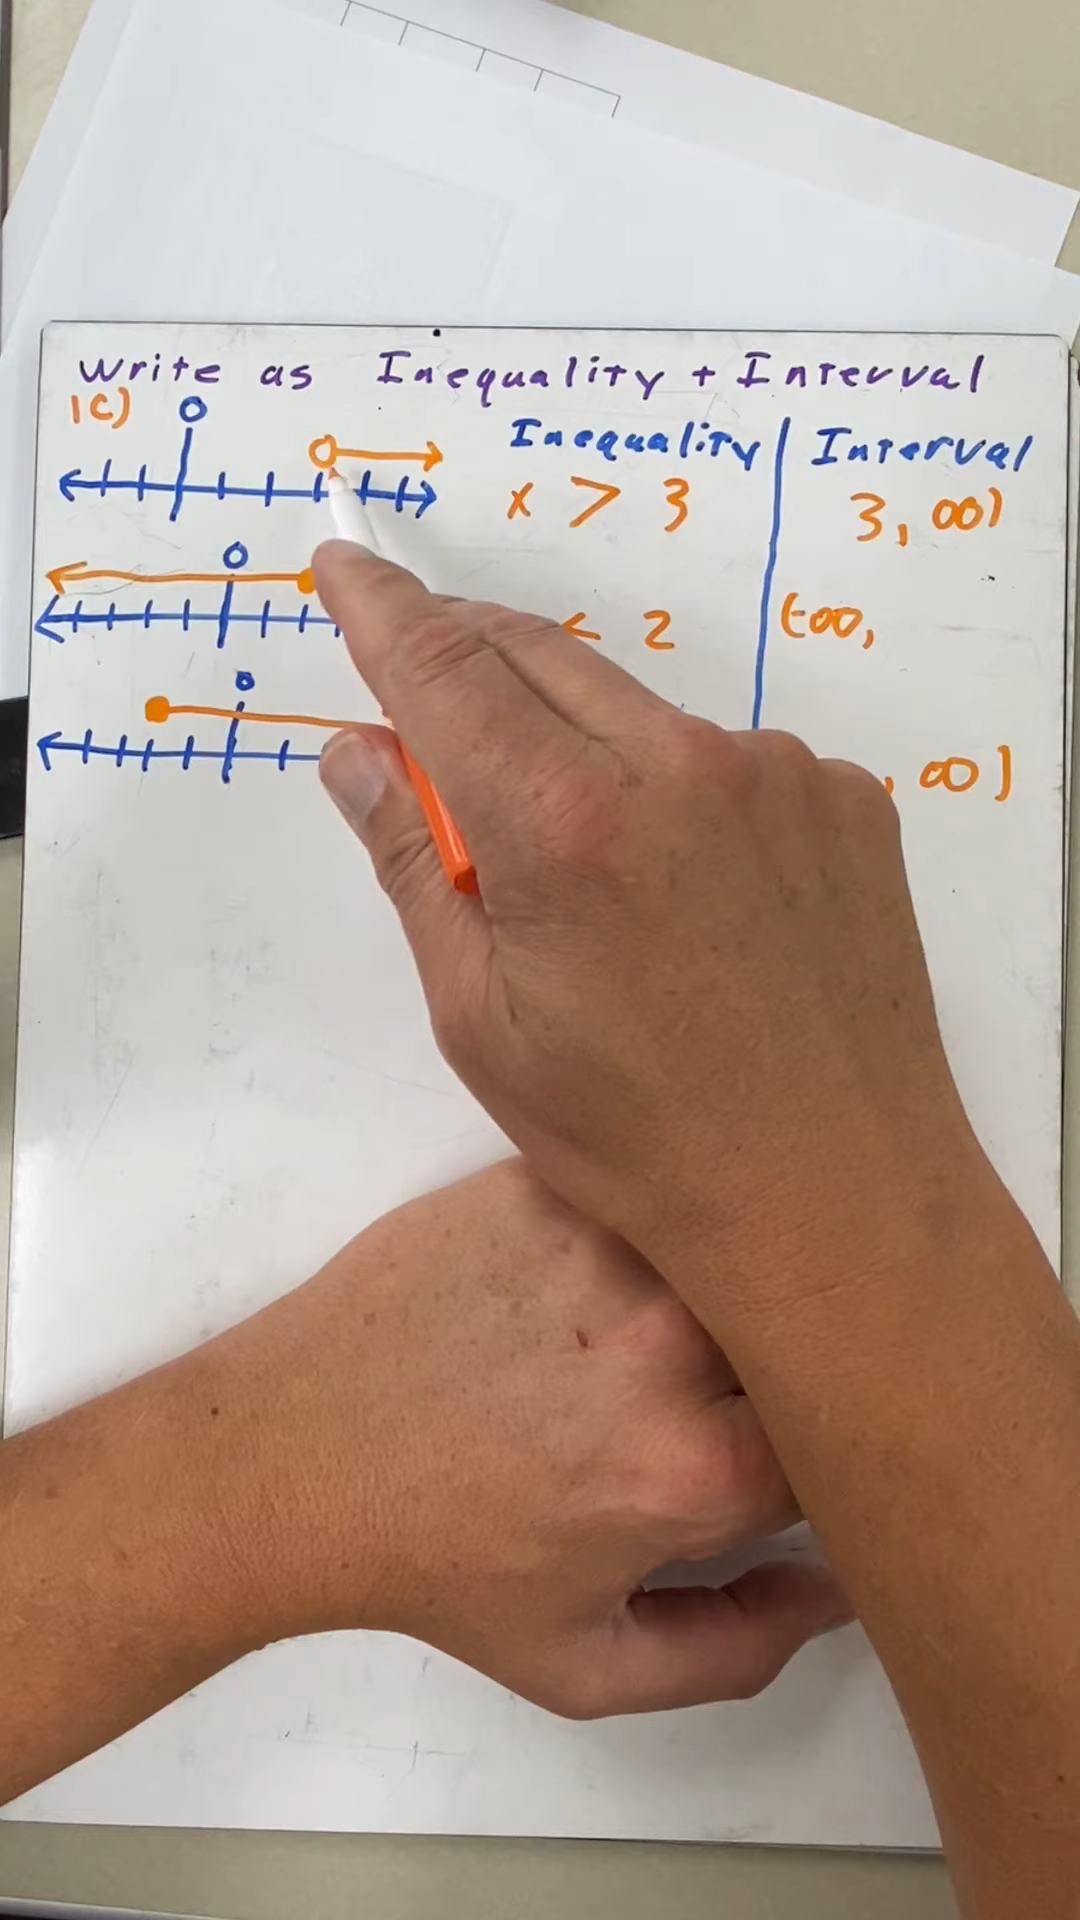 Write as Inequality + Interval
1c) 0
Inequality Interval
x > 3 3, ∞)
0
< 2 (-∞,
0
, ∞)